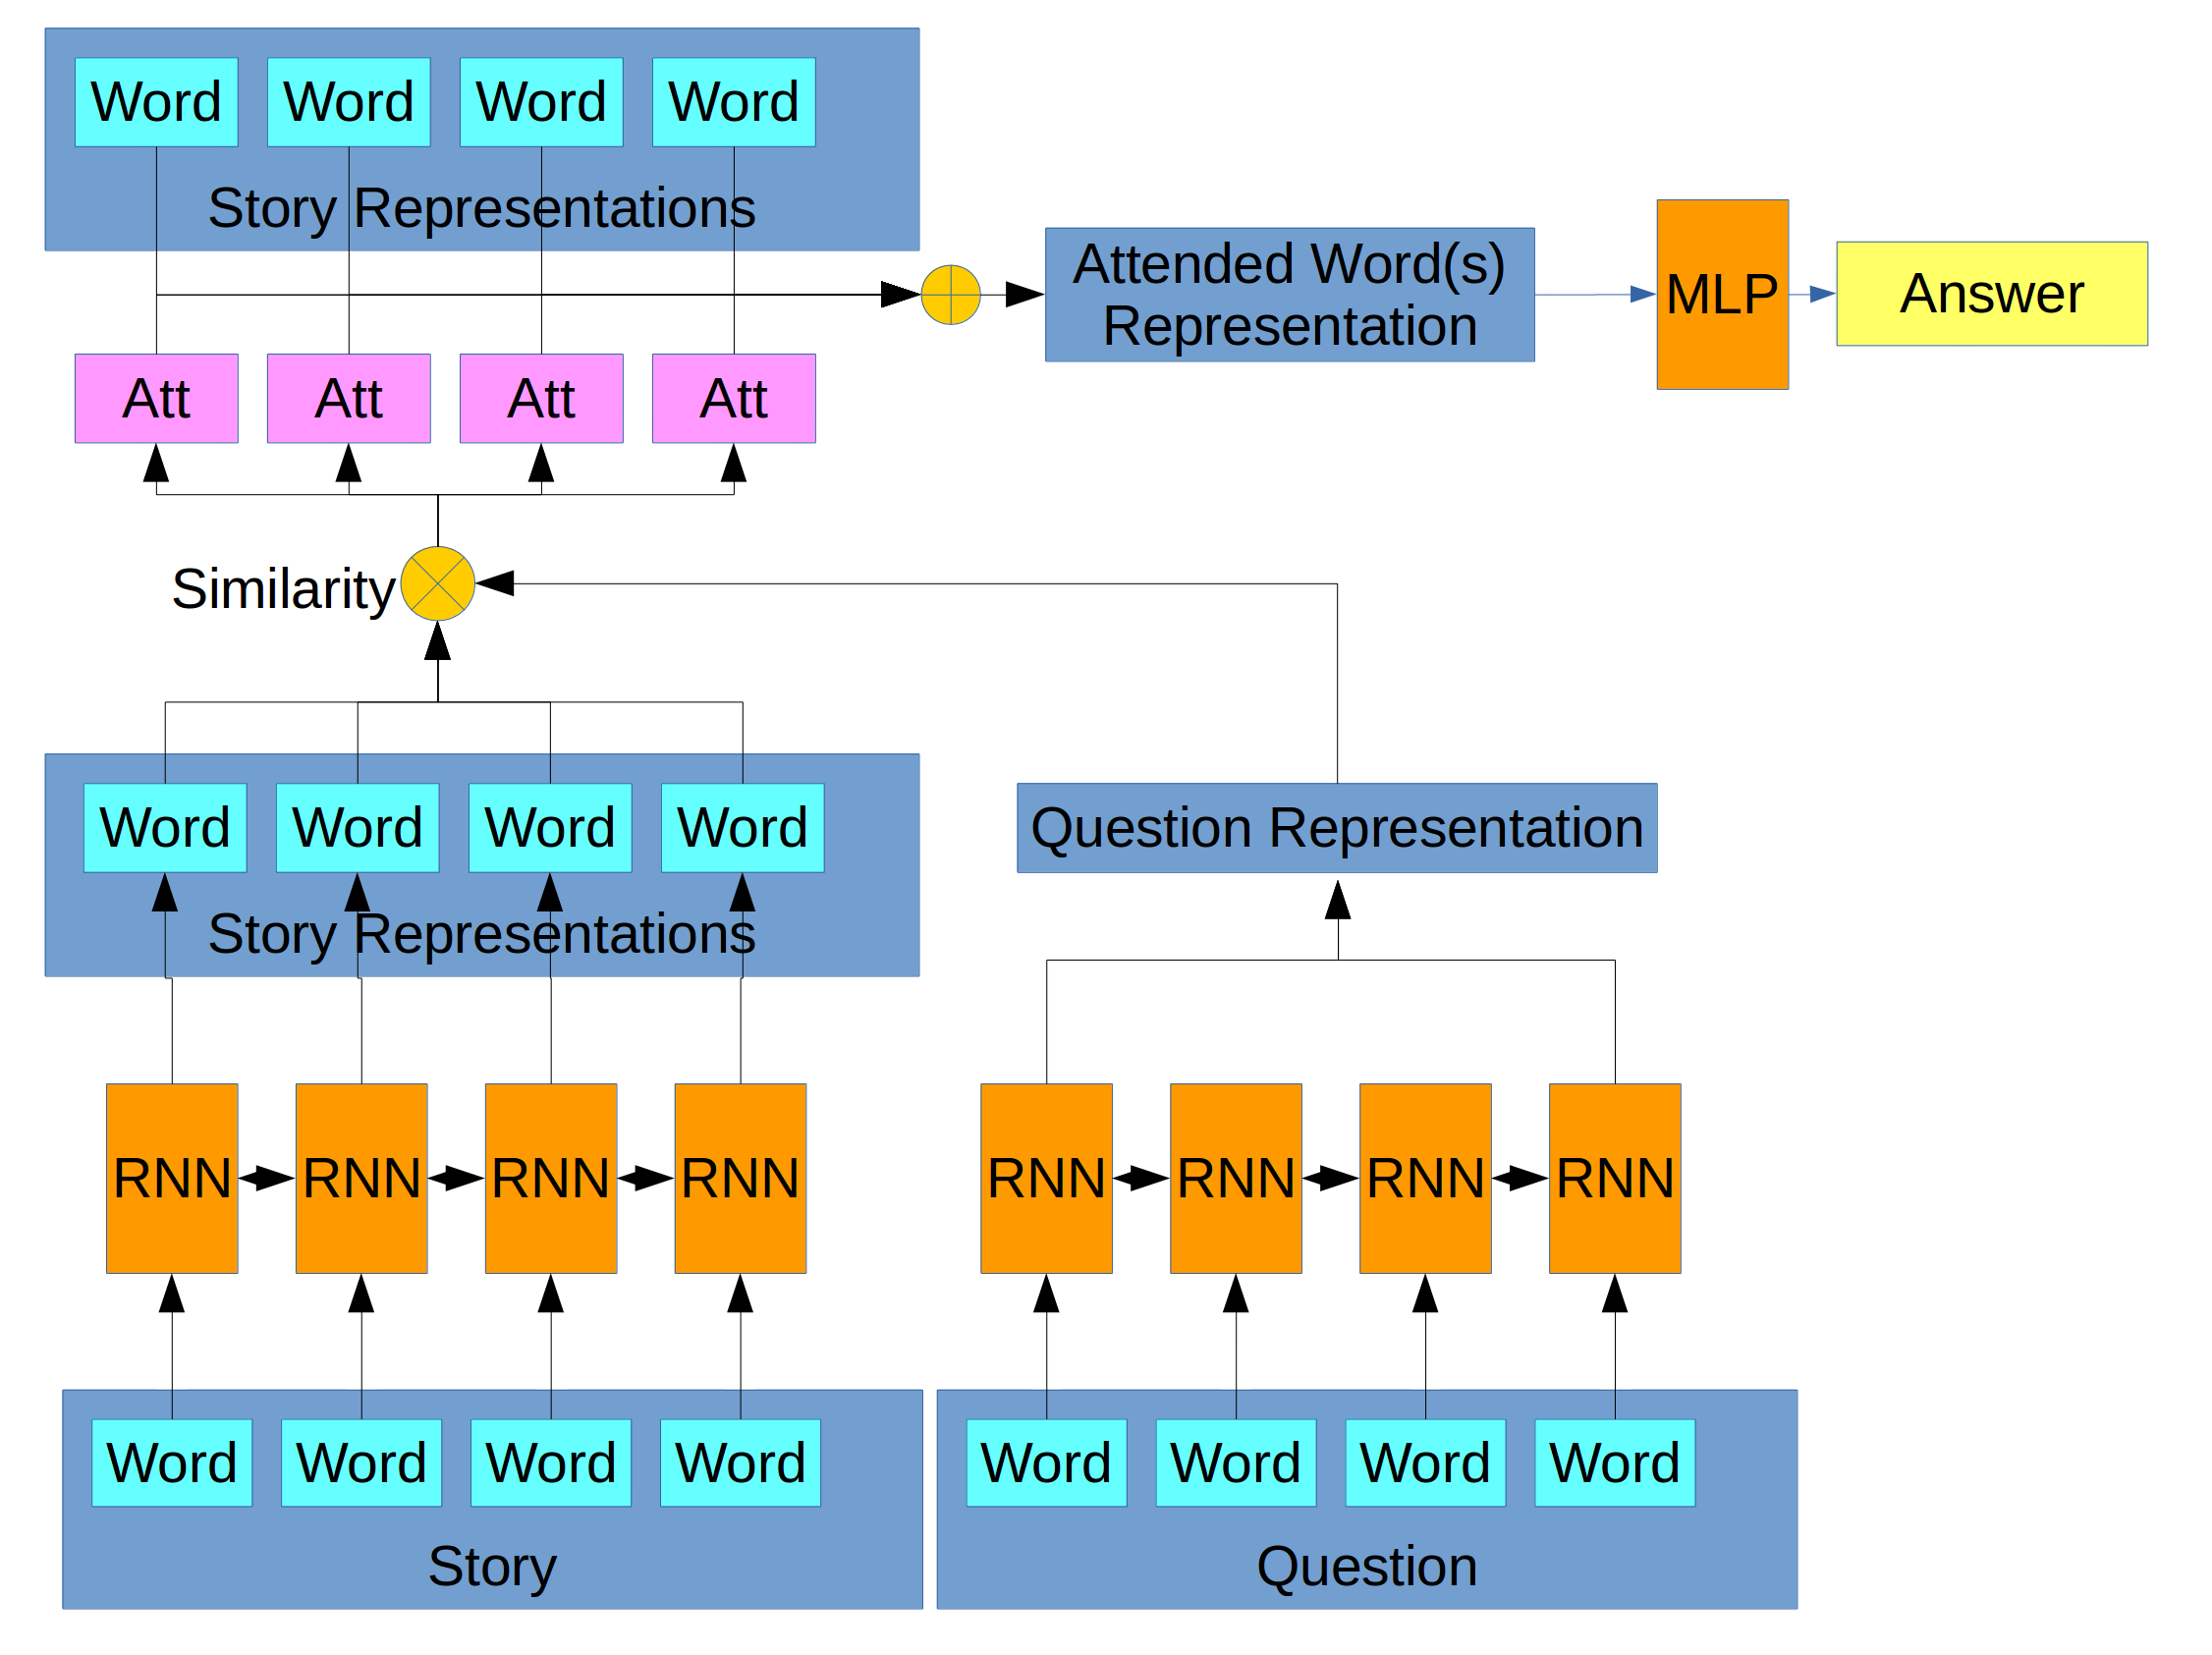 Word Word Word Word
Story Representations
Attended Word(s)
Representation
MLP
Answer
Att Att Att Att
Similarity
Word Word Word Word
Story Representations
Question Representation
RNN RNN RNN RNN
RNN RNN RNN RNN
Word Word Word Word
Story
Word Word Word Word
Question